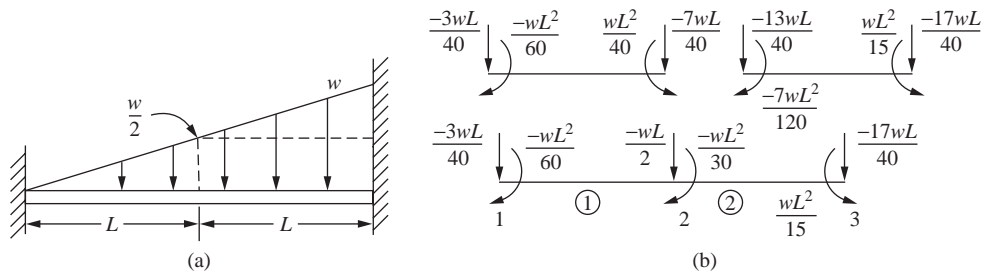 w
w/2
L
L
(a)
-3wL/40
-wL²/60
wL²/40
-7wL/40
-13wL/40
wL²/15
-17wL/40
-7wL²/120
-3wL/40
-wL²/60
-wL/2
-wL²/30
-17wL/40
1
①
2
②
wL²/15
3
(b)